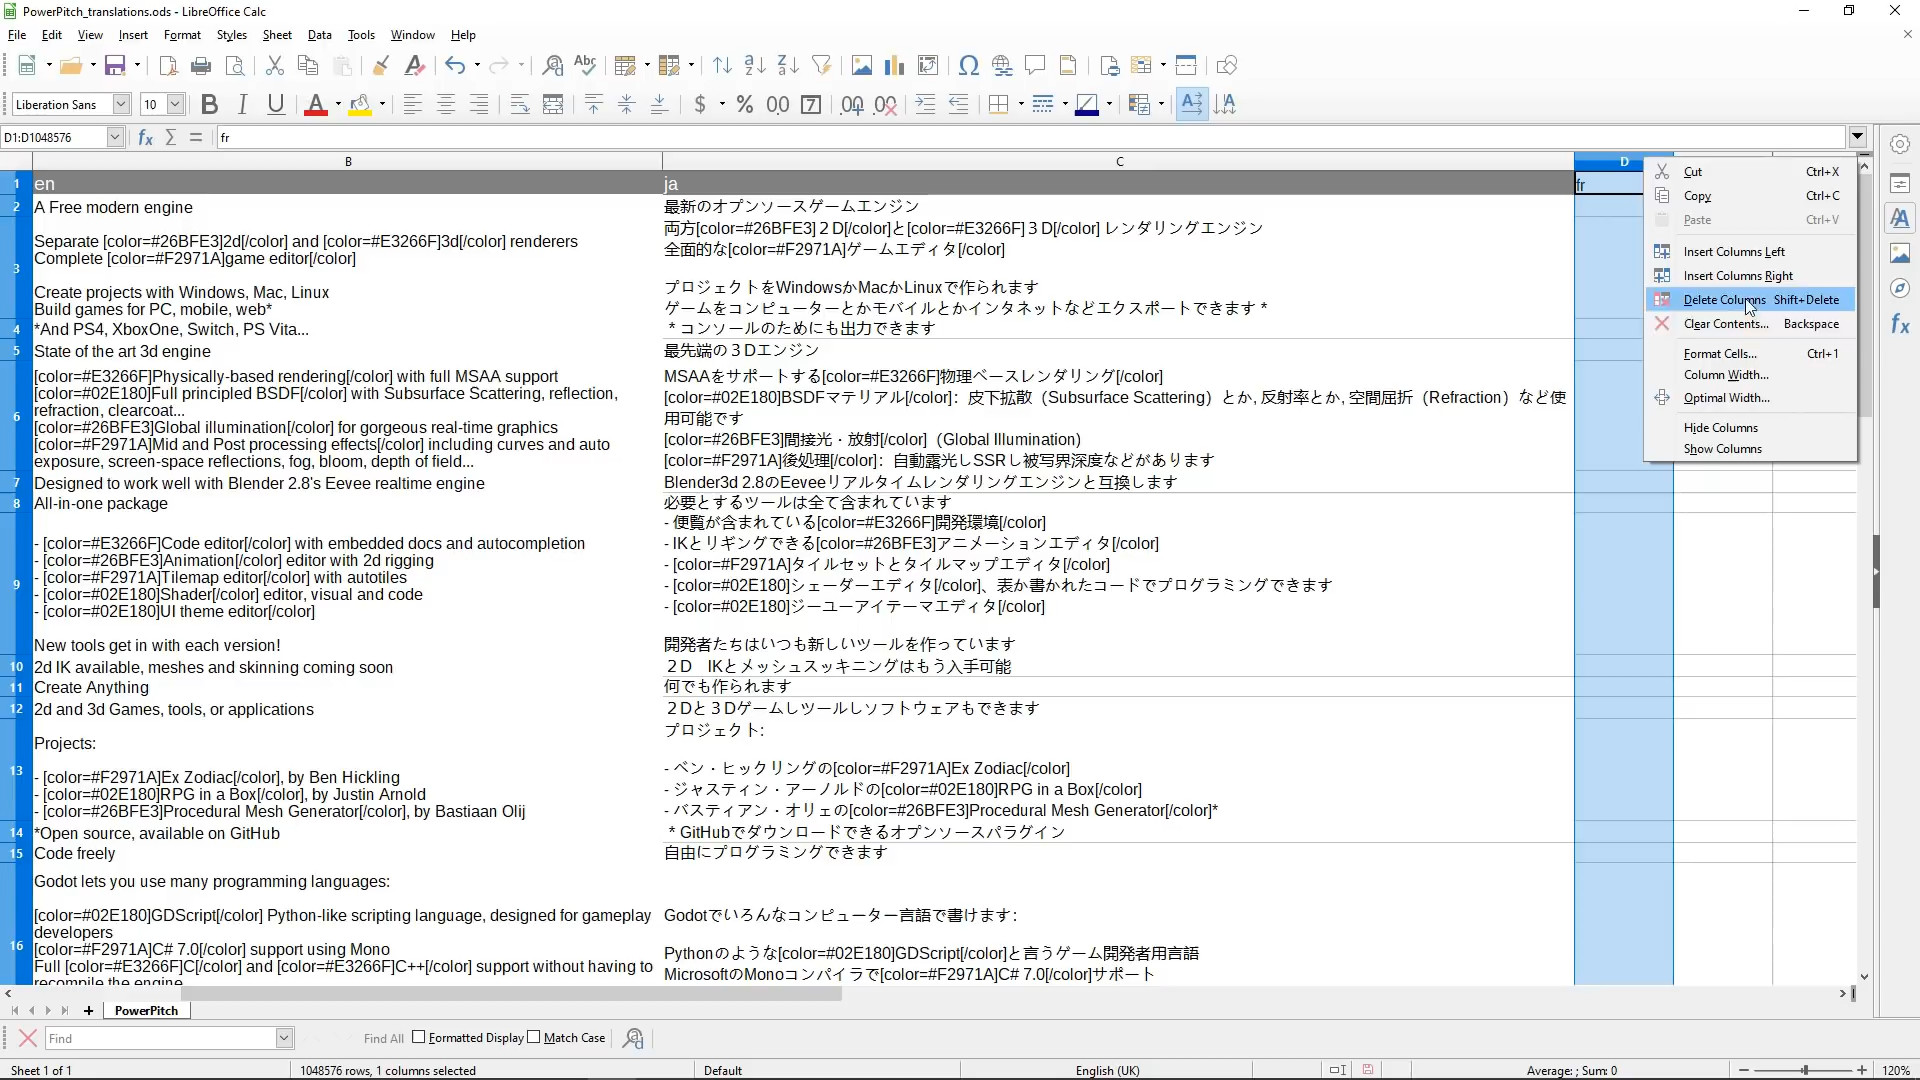 PowerPitch_translations.ods - LibreOffice Calc
File Edit View Insert Format Styles Sheet Data Tools Window Help
Liberation Sans 10
D1:D1048576 fr
B C D
1 en ja fr
2 A Free modern engine
最新のオプンソースゲームエンジン
3
Separate [color=#26BFE3]2d[/color] and [color=#E3266F]3d[/color] renderers
Complete [color=#F2971A]game editor[/color]
Create projects with Windows, Mac, Linux
Build games for PC, mobile, web*
両方[color=#26BFE3]２D[/color]と[color=#E3266F]３D[/color] レンダリングエンジン
全面的な[color=#F2971A]ゲームエディタ[/color]
プロジェクトをWindowsかMacかLinuxで作られます
ゲームをコンピューターとかモバイルとかインタネットなどエクスポートできます *
4 *And PS4, XboxOne, Switch, PS Vita...
* コンソールのためにも出力できます
5 State of the art 3d engine
最先端の３Dエンジン
6
[color=#E3266F]Physically-based rendering[/color] with full MSAA support
[color=#02E180]Full principled BSDF[/color] with Subsurface Scattering, reflection,
refraction, clearcoat...
[color=#26BFE3]Global illumination[/color] for gorgeous real-time graphics
[color=#F2971A]Mid and Post processing effects[/color] including curves and auto
exposure, screen-space reflections, fog, bloom, depth of field...
MSAAをサポートする[color=#E3266F]物理ベースレンダリング[/color]
[color=#02E180]BSDFマテリアル[/color]：皮下拡散（Subsurface Scattering）とか, 反射率とか, 空間屈折（Refraction）など使
用可能です
[color=#26BFE3]間接光・放射[/color]（Global Illumination)
[color=#F2971A]後処理[/color]：自動露光しSSRし被写界深度などがあります
7 Designed to work well with Blender 2.8's Eevee realtime engine
Blender3d 2.8のEeveeリアルタイムレンダリングエンジンと互換します
8 All-in-one package
必要とするツールは全て含まれています
9
- [color=#E3266F]Code editor[/color] with embedded docs and autocompletion
- [color=#26BFE3]Animation[/color] editor with 2d rigging
- [color=#F2971A]Tilemap editor[/color] with autotiles
- [color=#02E180]Shader[/color] editor, visual and code
- [color=#02E180]UI theme editor[/color]
New tools get in with each version!
- 便覧が含まれている[color=#E3266F]開発環境[/color]
- IKとリギングできる[color=#26BFE3]アニメーションエディタ[/color]
- [color=#F2971A]タイルセットとタイルマップエディタ[/color]
- [color=#02E180]シェーダーエディタ[/color]、表か書かれたコードでプログラミングできます
- [color=#02E180]ジーユーアイテーマエディタ[/color]
開発者たちはいつも新しいツールを作っています
10 2d IK available, meshes and skinning coming soon
２D　IKとメッシュスッキニングはもう入手可能
11 Create Anything
何でも作られます
12 2d and 3d Games, tools, or applications
２Dと３Dゲームしツールしソフトウェアもできます
13
Projects:
- [color=#F2971A]Ex Zodiac[/color], by Ben Hickling
- [color=#02E180]RPG in a Box[/color], by Justin Arnold
- [color=#26BFE3]Procedural Mesh Generator[/color], by Bastiaan Olij
プロジェクト:
- ベン・ヒックリングの[color=#F2971A]Ex Zodiac[/color]
- ジャスティン・アーノルドの[color=#02E180]RPG in a Box[/color]
- バスティアン・オリェの[color=#26BFE3]Procedural Mesh Generator[/color]*
14 *Open source, available on GitHub
* GitHubでダウンロードできるオプンソースパラグイン
15 Code freely
自由にプログラミングできます
16
Godot lets you use many programming languages:
[color=#02E180]GDScript[/color] Python-like scripting language, designed for gameplay
developers
[color=#F2971A]C# 7.0[/color] support using Mono
Full [color=#E3266F]C[/color] and [color=#E3266F]C++[/color] support without having to
recompile the engine
Godotでいろんなコンピューター言語で書けます：
Pythonのような[color=#02E180]GDScript[/color]と言うゲーム開発者用言語
MicrosoftのMonoコンパイラで[color=#F2971A]C# 7.0[/color]サポート
Cut Ctrl+X
Copy Ctrl+C
Paste Ctrl+V
Insert Columns Left
Insert Columns Right
Delete Columns Shift+Delete
Clear Contents... Backspace
Format Cells... Ctrl+1
Column Width...
Optimal Width...
Hide Columns
Show Columns
PowerPitch
Find Find All Formatted Display Match Case
Sheet 1 of 1 1048576 rows, 1 columns selected Default English (UK) Average: ; Sum: 0 120%